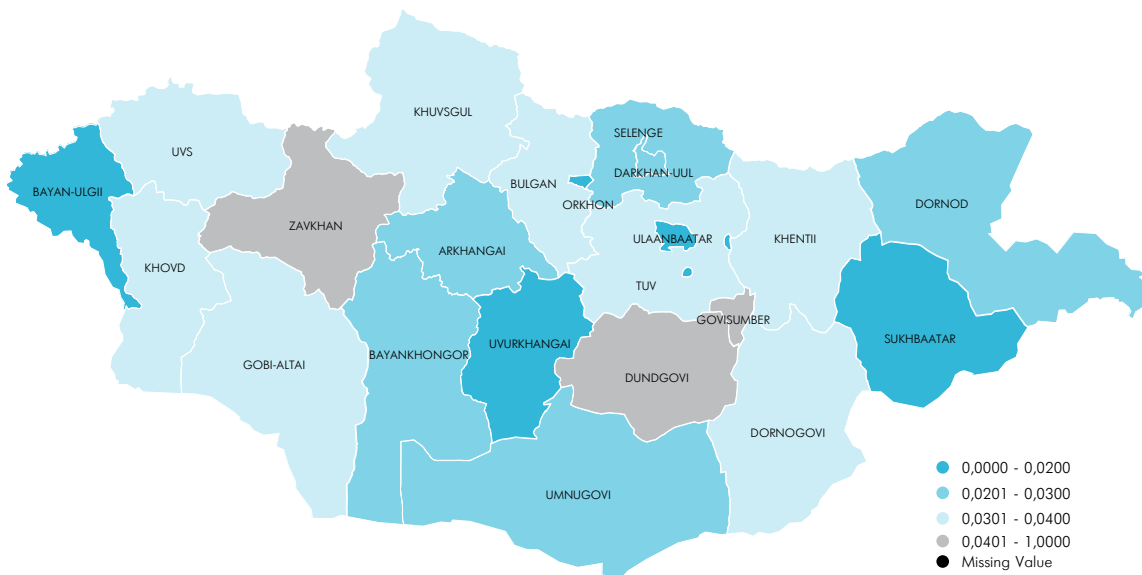 KHUVSGUL
SELENGE
UVS
DARKHAN-UUL
BULGAN
BAYAN-ULGII
ORKHON
DORNOD
ZAVKHAN
ULAANBAATAR
KHENTII
ARKHANGAI
KHOVD
TUV
GOVISUMBER
SUKHBAATAR
UVURKHANGAI
BAYANKHONGOR
GOBI-ALTAI
DUNDGOVI
DORNOGOVI
UMNUGOVI
0,0000 - 0,0200
0,0201 - 0,0300
0,0301 - 0,0400
0,0401 - 1,0000
Missing Value